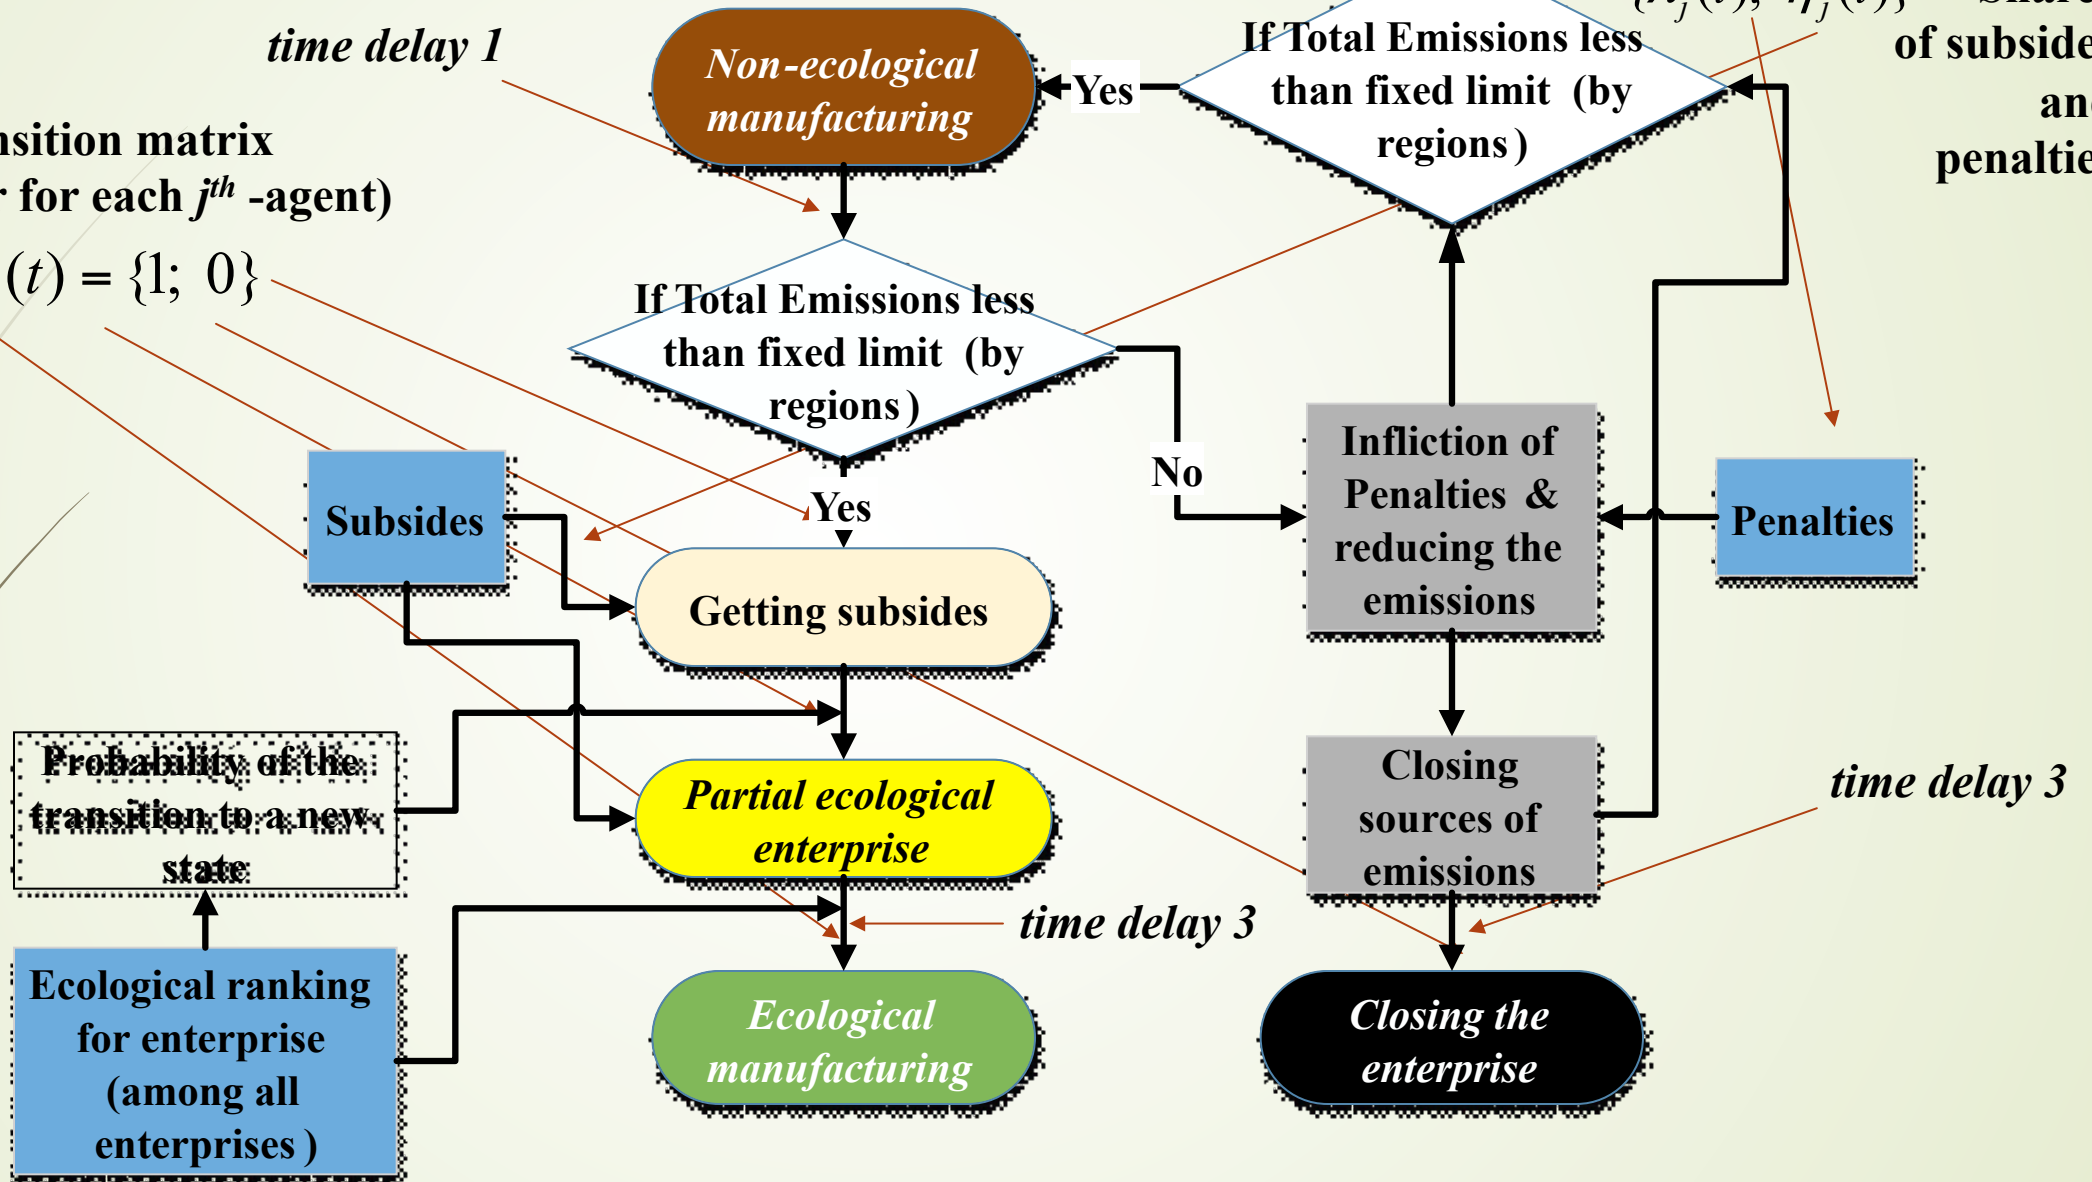 time delay 1
Non-ecological
manufacturing
Yes
If Total Emissions less
than fixed limit (by
regions)
of subside
and
penalties
matrix
for each jth -agent)
(t) = {1; 0}
If Total Emissions less
than fixed limit (by
regions)
No
Yes
Subsides
Getting subsides
Infliction of
Penalties &
reducing the
emissions
Penalties
Probability of the
transition to a new
state
Partial ecological
enterprise
Closing
sources of
emissions
time delay 3
time delay 3
Ecological ranking
for enterprise
(among all
enterprises)
Ecological
manufacturing
Closing the
enterprise